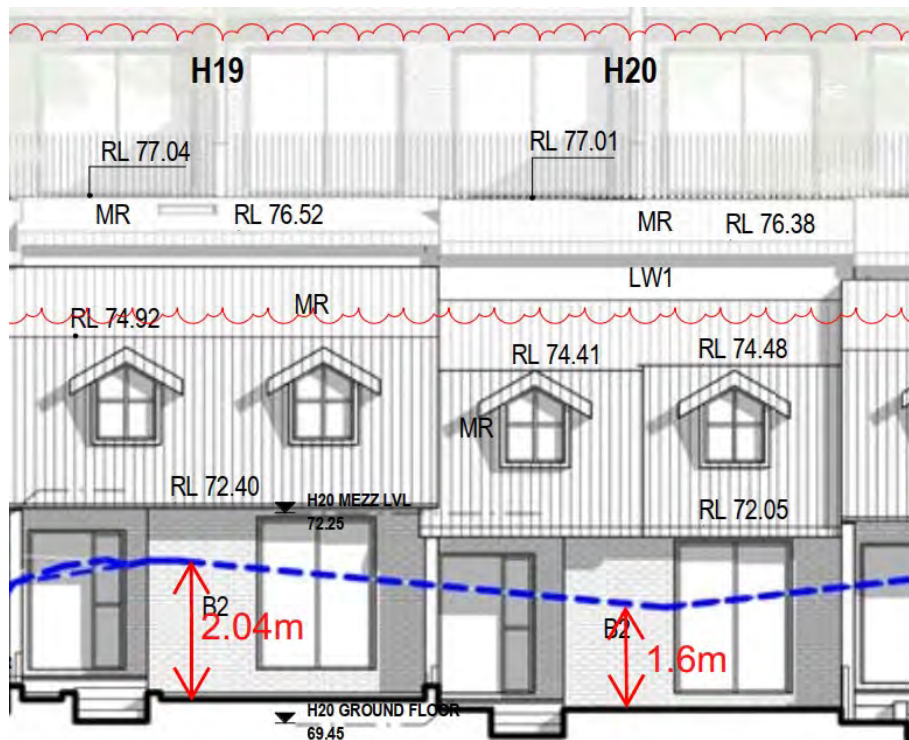 H19
H20
RL 77.04
RL 77.01
MR
RL 76.52
MR
RL 76.38
LW1
MR
RL 74.92
RL 74.41
RL 74.48
MR
RL 72.40
H20 MEZZ LVL
72.25
RL 72.05
B2
2.04m
B2
1.6m
H20 GROUND FLOOR
69.45